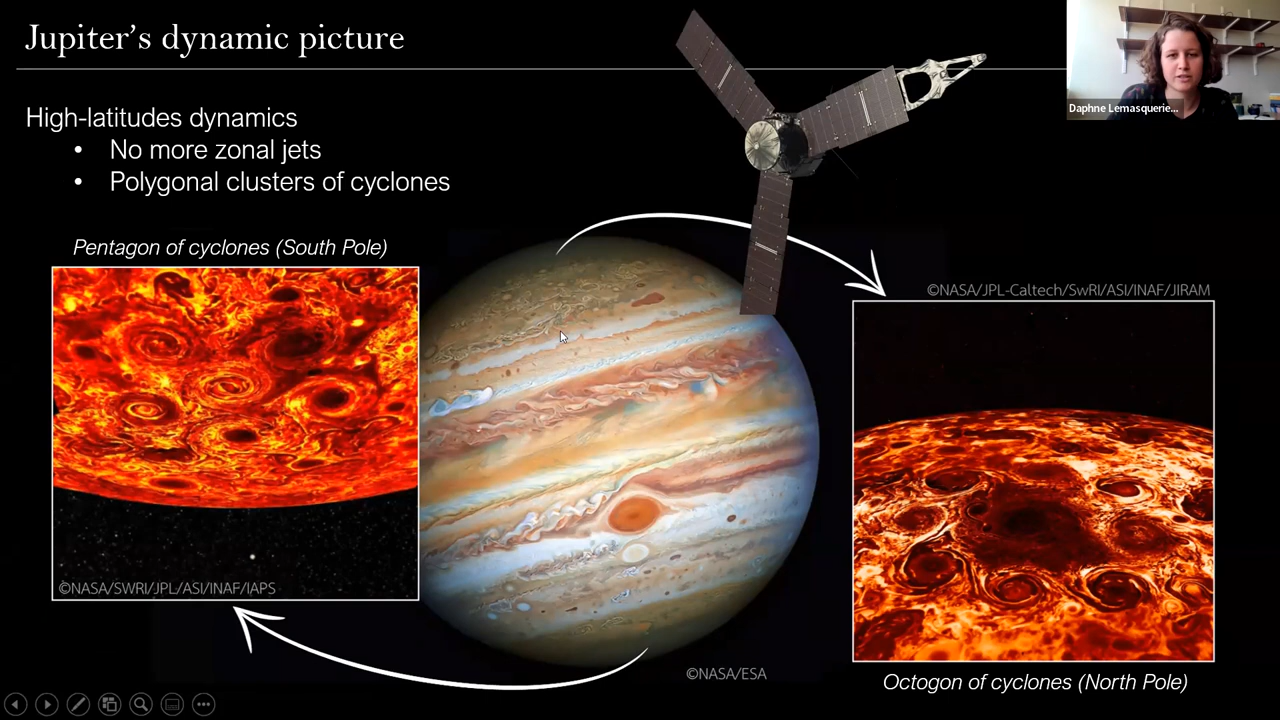 Jupiter's dynamic picture
Daphne Lemasquerie...
High-latitudes dynamics
• No more zonal jets
• Polygonal clusters of cyclones
Pentagon of cyclones (South Pole)
©NASA/JPL-Caltech/SwRI/ASI/INAF/JIRAM
©NASA/SWRI/JPL/ASI/INAF/IAPS
©NASA/ESA
Octogon of cyclones (North Pole)